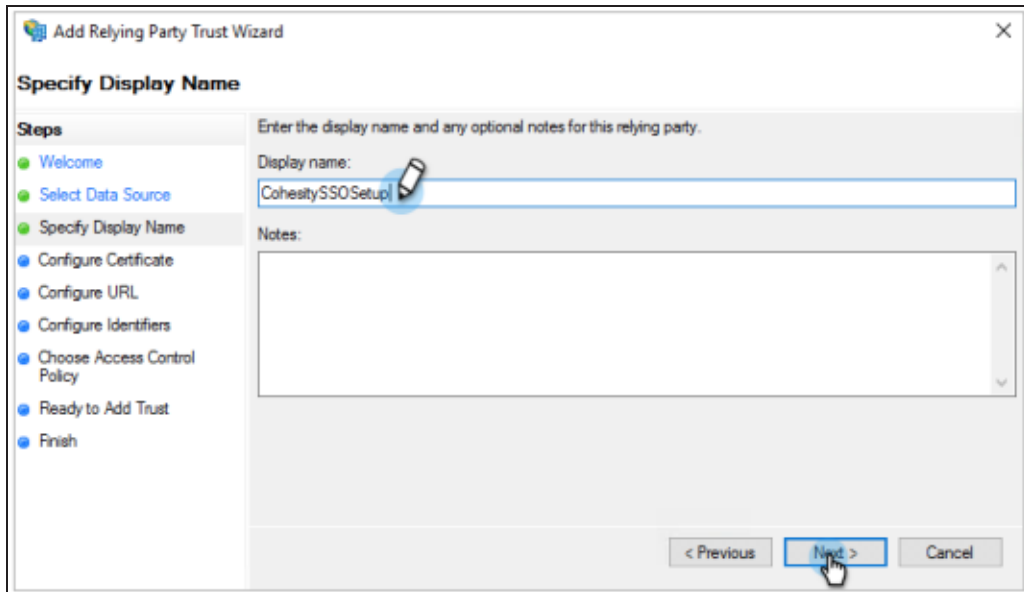 Add Relying Party Trust Wizard
Specify Display Name
Steps
Welcome
Select Data Source
Specify Display Name
Configure Certificate
Configure URL
Configure Identifiers
Choose Access Control
Policy
Ready to Add Trust
Finish
Enter the display name and any optional notes for this relying party.
Display name:
CohesitySSOSetup
Notes:
< Previous
Next >
Cancel